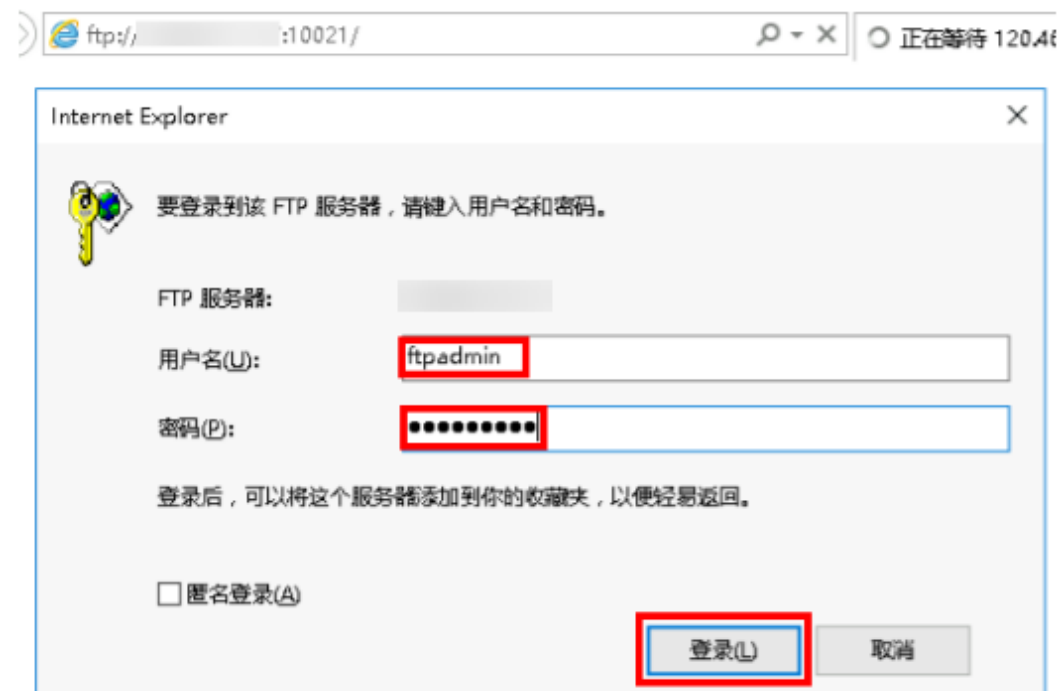 ftp:// :10021/
正在等待 120.46
Internet Explorer
要登录到该 FTP 服务器，请键入用户名和密码。
FTP 服务器:
用户名(U): ftpadmin
密码(P): ●●●●●●●●●
登录后，可以将这个服务器添加到你的收藏夹，以便轻易返回。
匿名登录(A)
登录(L) 取消